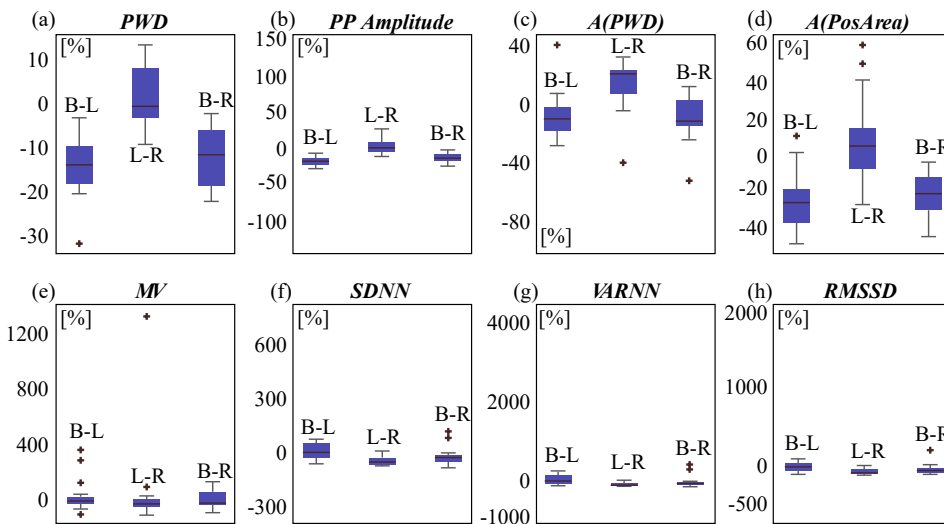 (a) PWD
[%]
10
0
-10
-20
-30
B-L
L-R
B-R
(b) PP Amplitude
[%]
150
100
50
0
-50
-100
B-L
L-R
B-R
(c) A(PWD)
40
0
-40
-80
B-L
L-R
B-R
[%]
(d) A(PosArea)
[%]
60
40
20
0
-20
-40
B-L
L-R
B-R
(e) MV
[%]
1200
800
400
0
B-L
L-R
B-R
(f) SDNN
[%]
600
300
0
-300
B-L
L-R
B-R
(g) VARNN
[%]
4000
2000
0
-1000
B-L
L-R
B-R
(h) RMSSD
[%]
2000
1000
0
-500
B-L
L-R
B-R